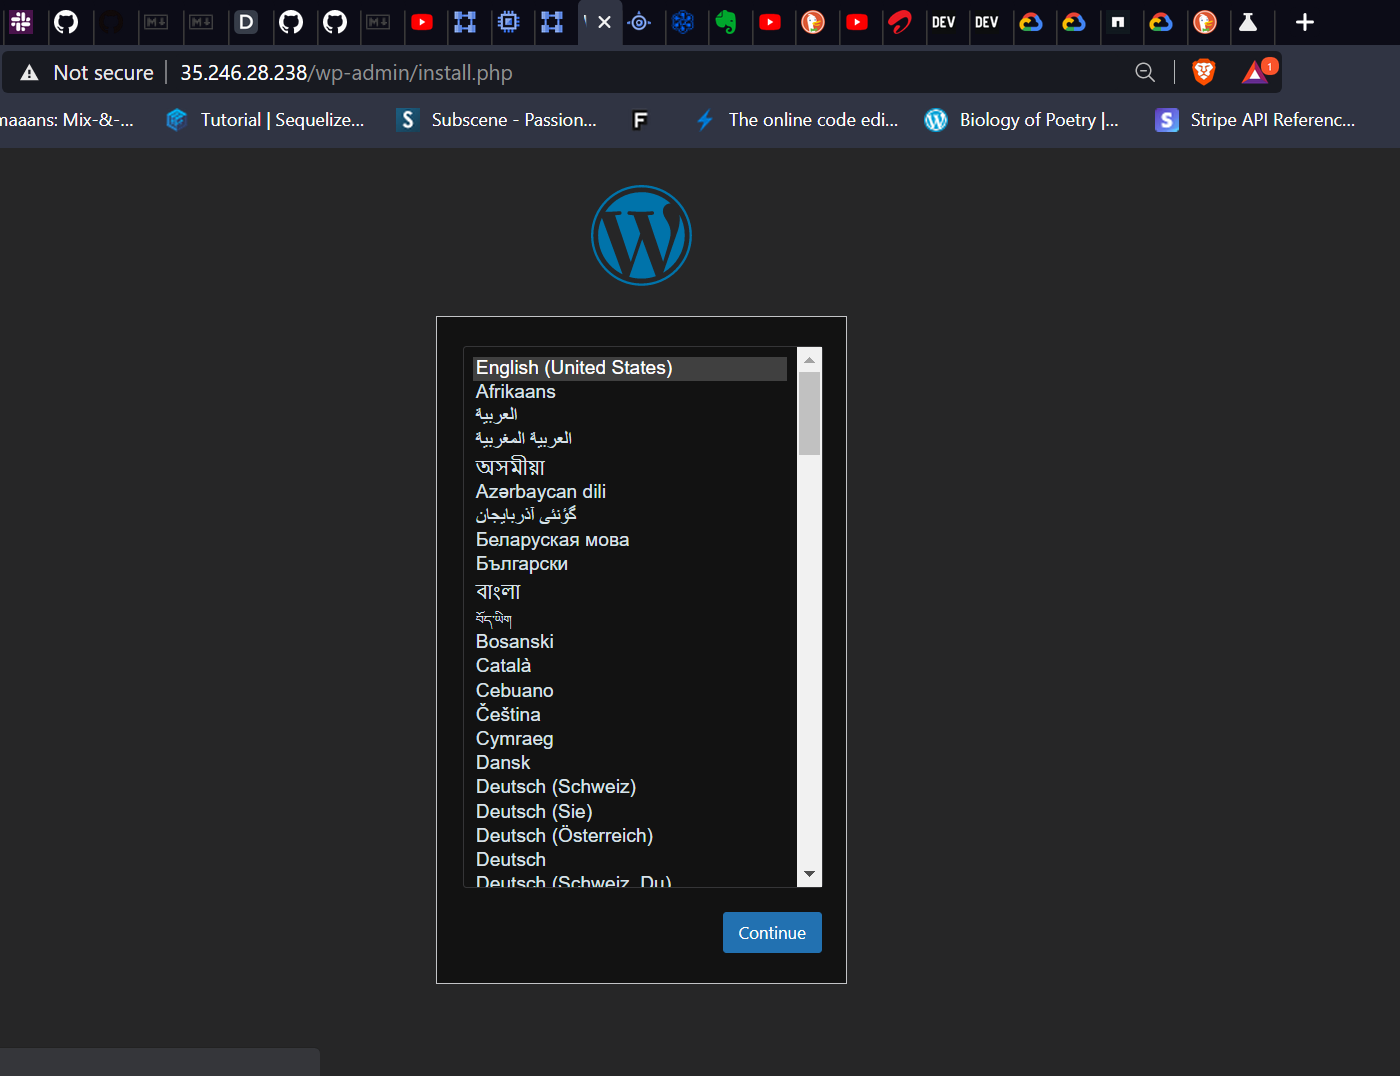 DEV
DEV
Not secure
35.246.28.238/wp-admin/install.php
1
naaans: Mix-&-...
Tutorial | Sequelize...
Subscene - Passion...
The online code edi...
Biology of Poetry |...
Stripe API Referenc...
English (United States)
Afrikaans
العربية
العربية المغربية
অসমীয়া
Azərbaycan dili
گؤنئی آذربایجان
Беларуская мова
Български
বাংলা
བོད་ཡིག
Bosanski
Català
Cebuano
Čeština
Cymraeg
Dansk
Deutsch (Schweiz)
Deutsch (Sie)
Deutsch (Österreich)
Deutsch
Deutsch (Schweiz, Du)
Continue